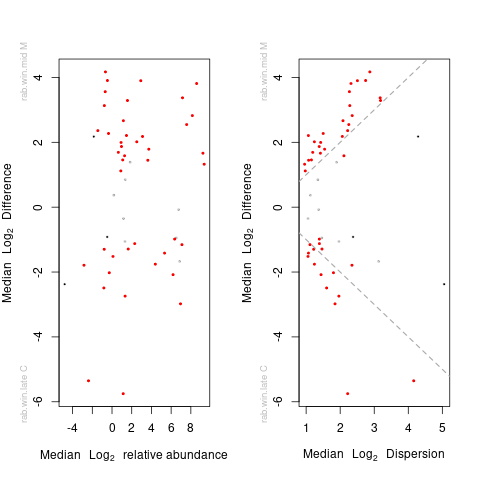 rab.win.mid M
rab.win.late C
Median Log2 Difference
-6
-4
-2
0
2
4
-4
0
2
4
6
8
Median Log2 relative abundance
rab.win.mid M
rab.win.late C
Median Log2 Difference
-6
-4
-2
0
2
4
1
2
3
4
5
Median Log2 Dispersion